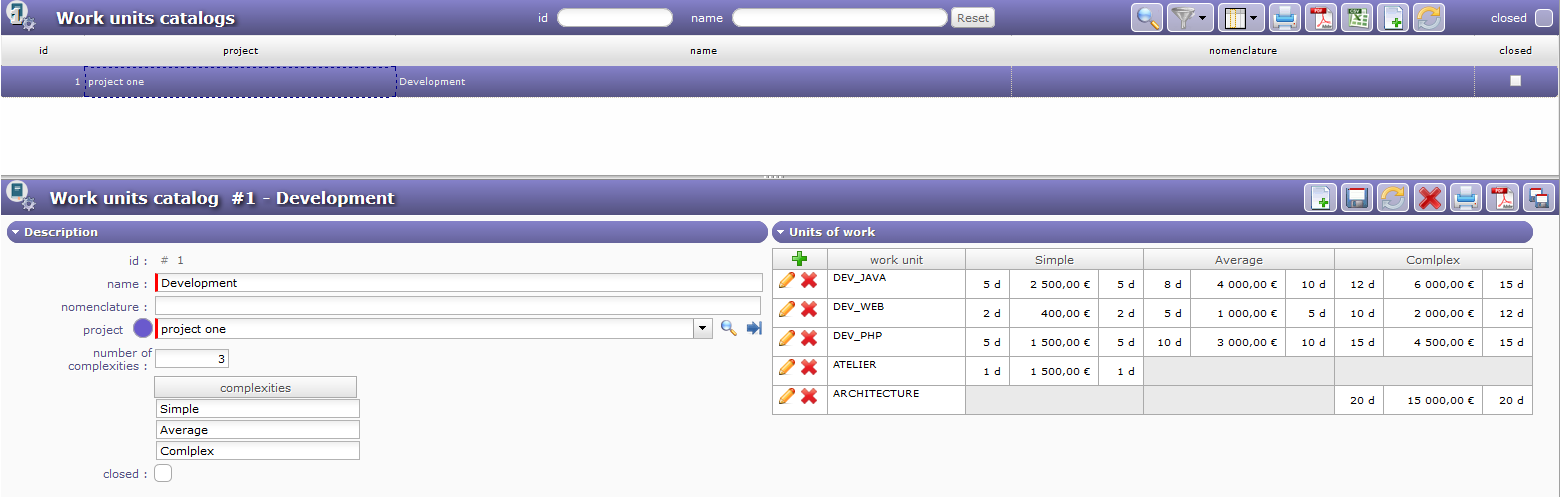 Work units catalogs id name Reset closed
id project name nomenclature closed
1 project one Development
Work units catalog #1 - Development
Description
id : # 1
name : Development
nomenclature :
project project one
number of
complexities : 3
complexities
Simple
Average
Comlplex
closed :
Units of work
work unit Simple Average Comlplex
DEV_JAVA 5 d 2 500,00 € 5 d 8 d 4 000,00 € 10 d 12 d 6 000,00 € 15 d
DEV_WEB 2 d 400,00 € 2 d 5 d 1 000,00 € 5 d 10 d 2 000,00 € 12 d
DEV_PHP 5 d 1 500,00 € 5 d 10 d 3 000,00 € 10 d 15 d 4 500,00 € 15 d
ATELIER 1 d 1 500,00 € 1 d
ARCHITECTURE 20 d 15 000,00 € 20 d